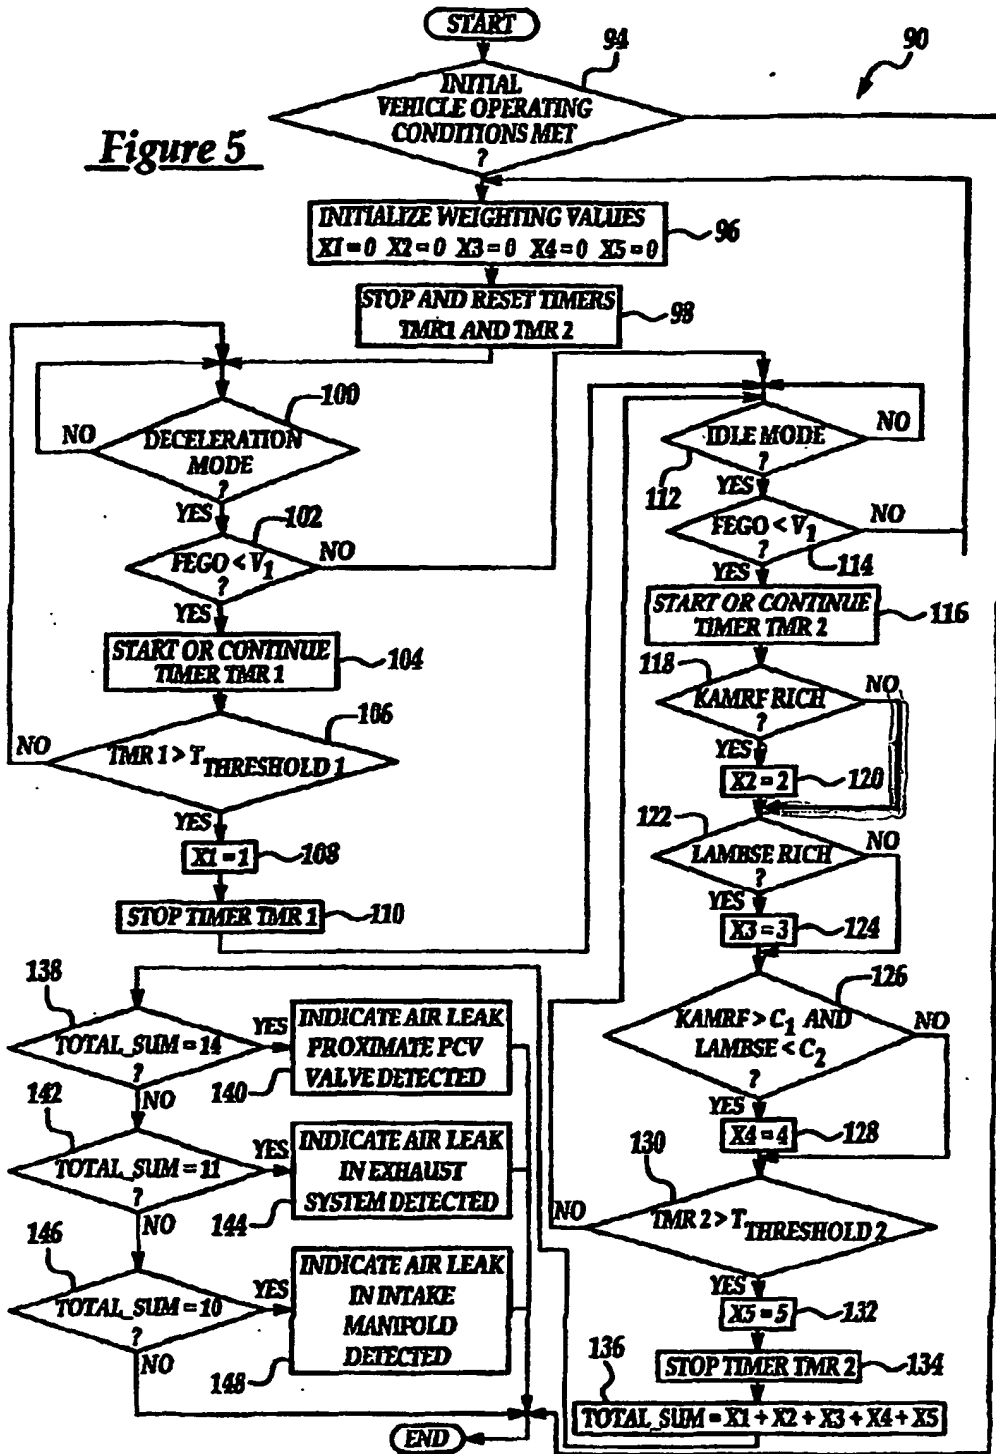 START
94
90
INITIAL
VEHICLE OPERATING
CONDITIONS MET
?
Figure 5
INITIALIZE WEIGHTING VALUES
X1=0 X2=0 X3=0 X4=0 X5=0
96
STOP AND RESET TIMERS
TMR1 AND TMR 2
98
100
NO
DECELERATION
MODE
?
YES
102
FEGO < V1
?
NO
YES
START OR CONTINUE
TIMER TMR 1
104
106
NO
TMR 1 > T THRESHOLD 1
YES
X1 = 1
108
STOP TIMER TMR 1
110
IDLE MODE
?
NO
112
YES
FEGO < V1
?
NO
114
YES
START OR CONTINUE
TIMER TMR 2
116
118
KAMRF RICH
?
NO
YES
X2 = 2
120
122
LAMBSE RICH
?
NO
YES
X3 = 3
124
126
KAMRF > C1 AND
LAMBSE < C2
?
NO
YES
X4 = 4
128
130
NO
TMR 2 > T THRESHOLD 2
YES
X5 = 5
132
STOP TIMER TMR 2
134
136
TOTAL_SUM = X1 + X2 + X3 + X4 + X5
138
TOTAL_SUM = 14
?
YES
INDICATE AIR LEAK
PROXIMATE PCV
VALVE DETECTED
140
NO
142
TOTAL_SUM = 11
?
YES
INDICATE AIR LEAK
IN EXHAUST
SYSTEM DETECTED
144
NO
146
TOTAL_SUM = 10
?
YES
INDICATE AIR LEAK
IN INTAKE
MANIFOLD
DETECTED
148
NO
END